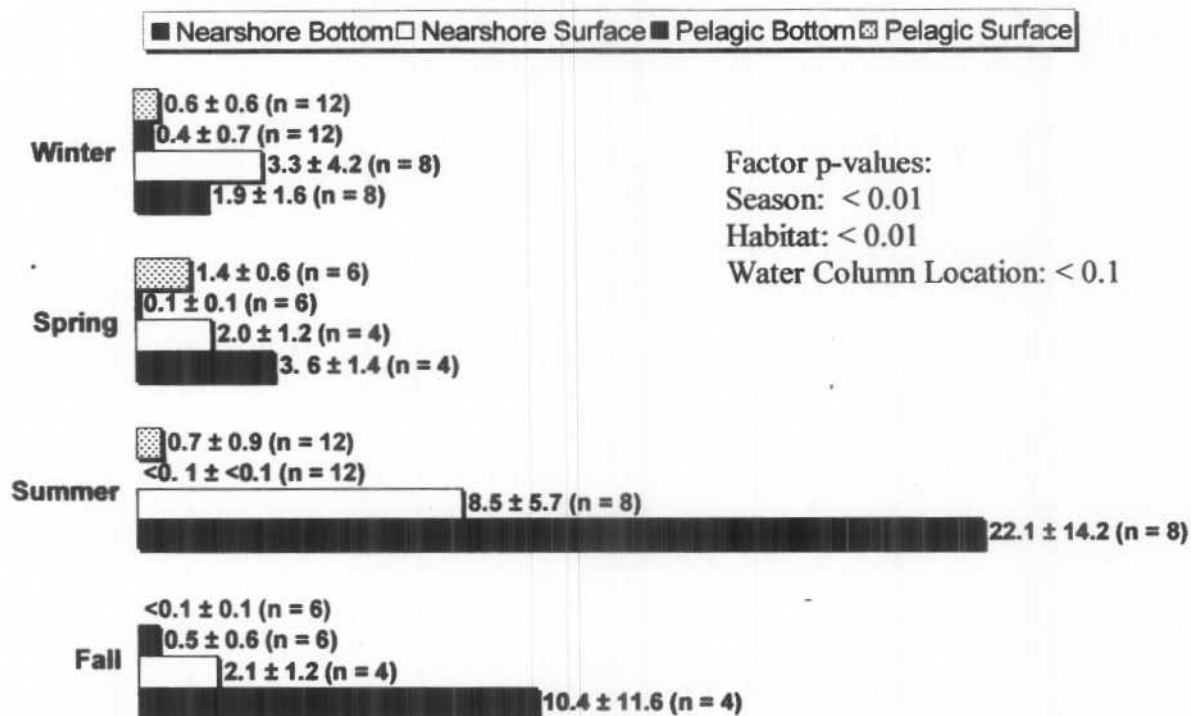 Nearshore Bottom Nearshore Surface Pelagic Bottom Pelagic Surface
Winter
0.6 ± 0.6 (n = 12)
0.4 ± 0.7 (n = 12)
3.3 ± 4.2 (n = 8)
1.9 ± 1.6 (n = 8)
Factor p-values:
Season: < 0.01
Habitat: < 0.01
Water Column Location: < 0.1
Spring
1.4 ± 0.6 (n = 6)
0.1 ± 0.1 (n = 6)
2.0 ± 1.2 (n = 4)
3. 6 ± 1.4 (n = 4)
Summer
0.7 ± 0.9 (n = 12)
<0. 1 ± <0.1 (n = 12)
8.5 ± 5.7 (n = 8)
22.1 ± 14.2 (n = 8)
Fall
<0.1 ± 0.1 (n = 6)
0.5 ± 0.6 (n = 6)
2.1 ± 1.2 (n = 4)
10.4 ± 11.6 (n = 4)